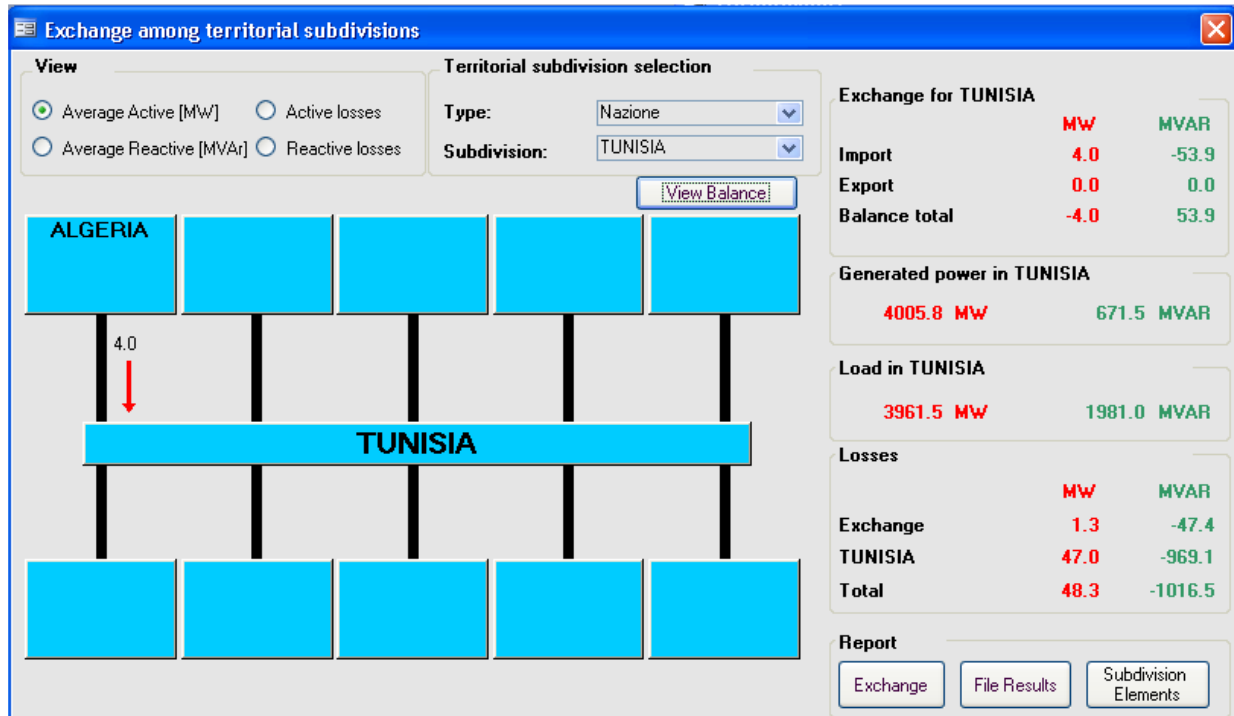 Exchange among territorial subdivisions
View
Average Active [MW] Active losses
Average Reactive [MVAr] Reactive losses
Territorial subdivision selection
Type: Nazione
Subdivision: TUNISIA
View Balance
ALGERIA
4.0
TUNISIA
Exchange for TUNISIA
MW MVAR
Import 4.0 -53.9
Export 0.0 0.0
Balance total -4.0 53.9
Generated power in TUNISIA
4005.8 MW 671.5 MVAR
Load in TUNISIA
3961.5 MW 1981.0 MVAR
Losses
MW MVAR
Exchange 1.3 -47.4
TUNISIA 47.0 -969.1
Total 48.3 -1016.5
Report
Exchange File Results Subdivision
Elements